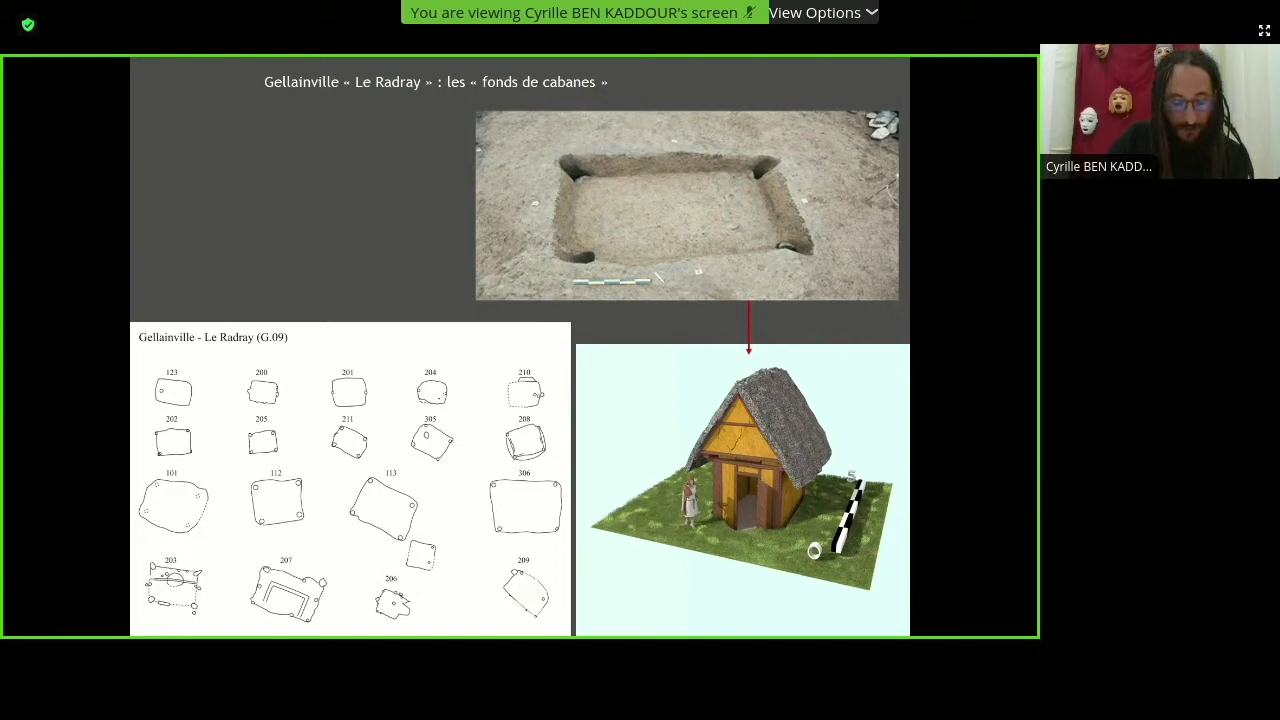 You are viewing Cyrille BEN KADDOUR's screen
View Options
Cyrille BEN KADD...
Gellainville « Le Radray » : les « fonds de cabanes »
Gellainville - Le Radray (G.09)
123 200 201 204 210
202 205 211 305 208
101 112 113 306
203 207 206 209
5